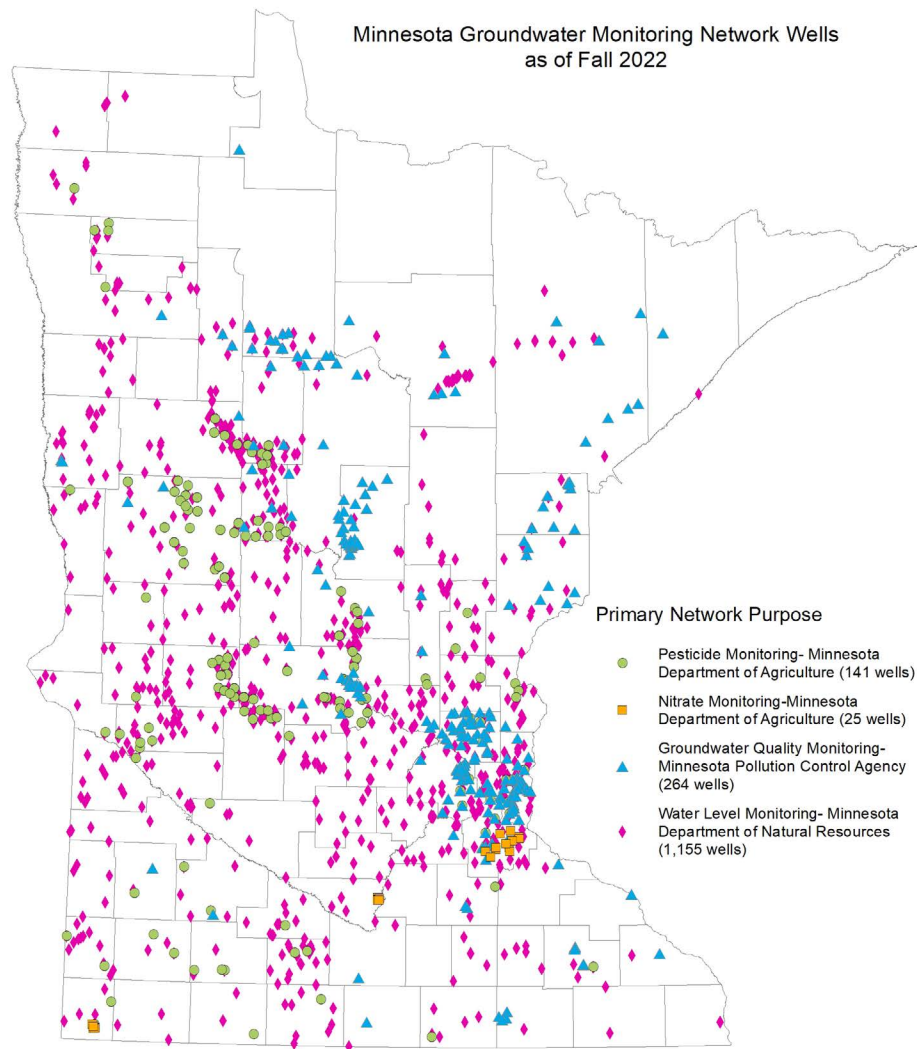 Minnesota Groundwater Monitoring Network Wells
as of Fall 2022
Primary Network Purpose
Pesticide Monitoring- Minnesota
Department of Agriculture (141 wells)
Nitrate Monitoring-Minnesota
Department of Agriculture (25 wells)
Groundwater Quality Monitoring-
Minnesota Pollution Control Agency
(264 wells)
Water Level Monitoring- Minnesota
Department of Natural Resources
(1,155 wells)